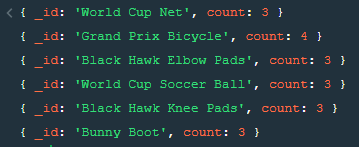 < { _id: 'World Cup Net', count: 3 }
{ _id: 'Grand Prix Bicycle', count: 4 }
{ _id: 'Black Hawk Elbow Pads', count: 3 }
{ _id: 'World Cup Soccer Ball', count: 3 }
{ _id: 'Black Hawk Knee Pads', count: 3 }
{ _id: 'Bunny Boot', count: 3 }